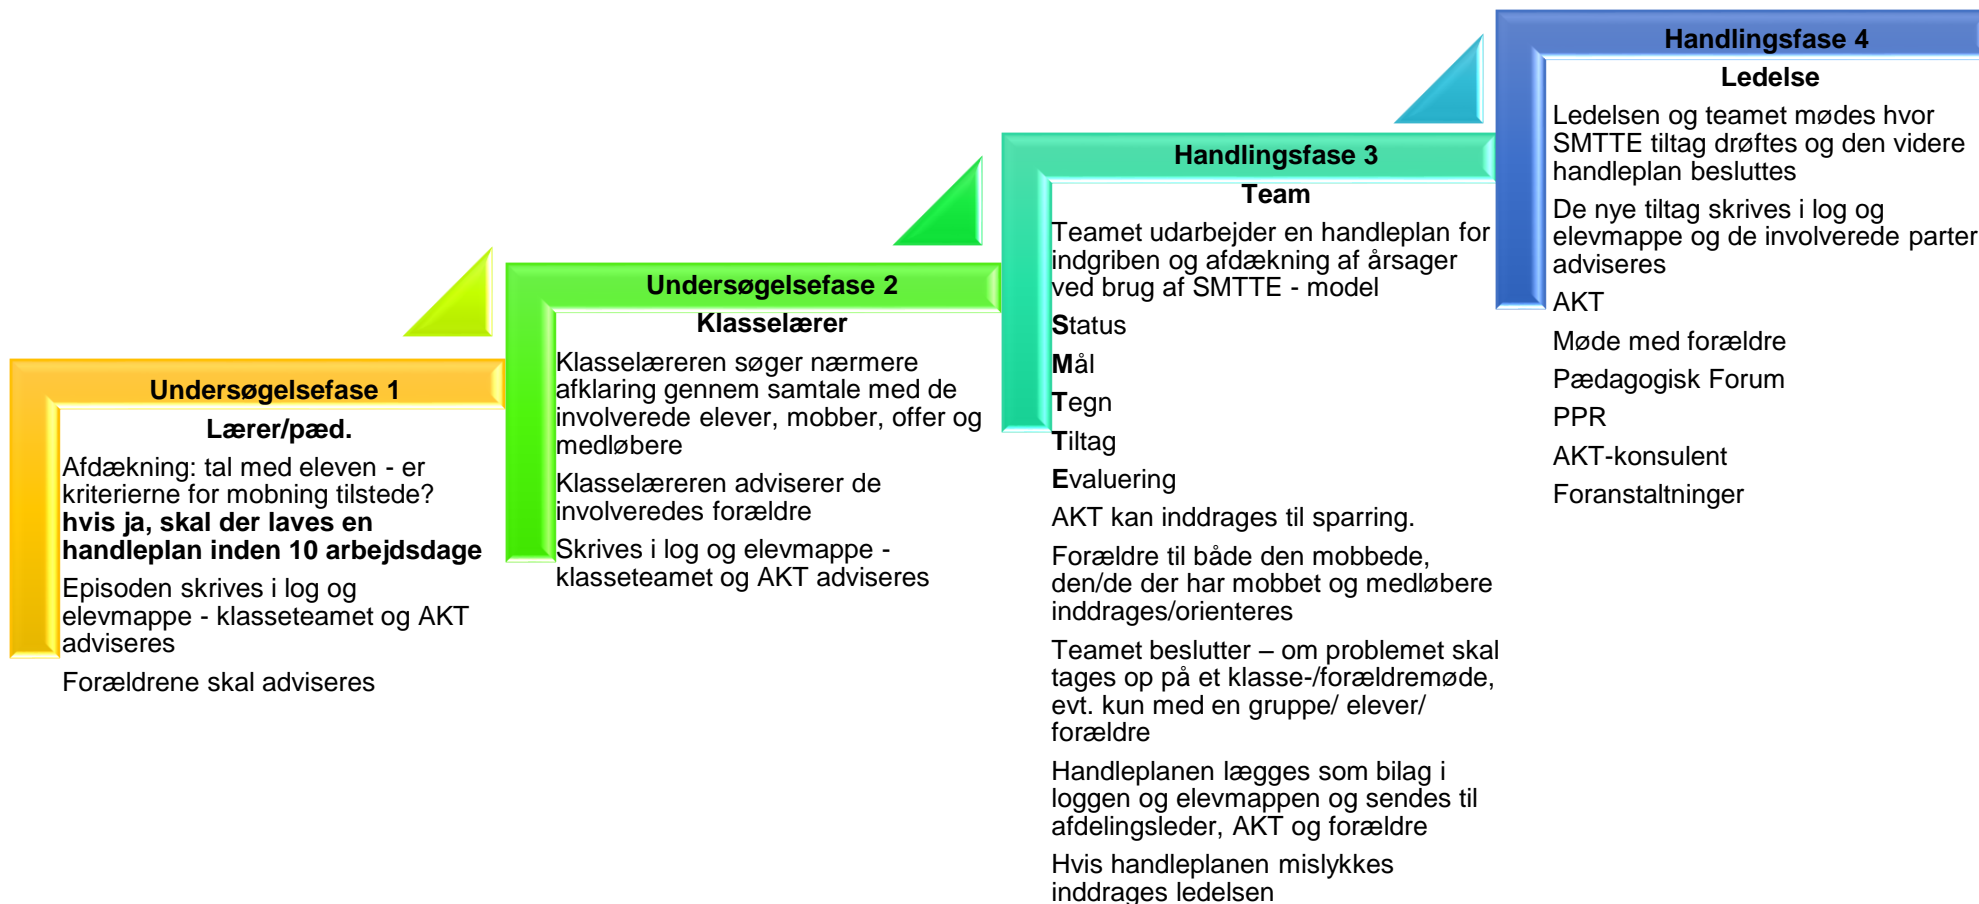 Undersøgelsefase 1
Lærer/pæd.
Afdækning: tal med eleven - er
kriterierne for mobning tilstede?
hvis ja, skal der laves en
handleplan inden 10 arbejdsdage
Episoden skrives i log og
elevmappe - klasseteamet og AKT
adviseres
Forældrene skal adviseres
Undersøgelsefase 2
Klasselærer
Klasselæreren søger nærmere
afklaring gennem samtale med de
involverede elever, mobber, offer og
medløbere
Klasselæreren adviserer de
involveredes forældre
Skrives i log og elevmappe -
klasseteamet og AKT adviseres
Handlingsfase 3
Team
Teamet udarbejder en handleplan for
indgriben og afdækning af årsager
ved brug af SMTTE - model
Status
Mål
Tegn
Tiltag
Evaluering
AKT kan inddrages til sparring.
Forældre til både den mobbede,
den/de der har mobbet og medløbere
inddrages/orienteres
Teamet beslutter – om problemet skal
tages op på et klasse-/forældremøde,
evt. kun med en gruppe/ elever/
forældre
Handleplanen lægges som bilag i
loggen og elevmappen og sendes til
afdelingsleder, AKT og forældre
Hvis handleplanen mislykkes
inddrages ledelsen
Handlingsfase 4
Ledelse
Ledelsen og teamet mødes hvor
SMTTE tiltag drøftes og den videre
handleplan besluttes
De nye tiltag skrives i log og
elevmappe og de involverede parter
adviseres
AKT
Møde med forældre
Pædagogisk Forum
PPR
AKT-konsulent
Foranstaltninger